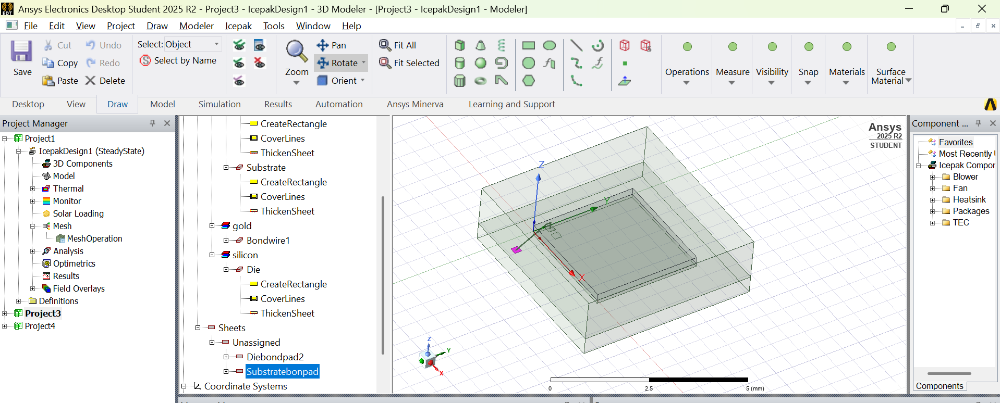 Ansys Electronics Desktop Student 2025 R2 - Project3 - IcepakDesign1 - 3D Modeler - [Project3 - IcepakDesign1 - Modeler]
File Edit View Project Draw Modeler Icepak Tools Window Help
Save
Cut
Copy
Paste
Undo
Redo
Delete
Select: Object
Select by Name
Zoom
Pan
Rotate
Orient
Fit All
Fit Selected
Operations
Measure
Visibility
Snap
Materials
Surface
Material
Desktop View Draw Model Simulation Results Automation Ansys Minerva Learning and Support
Project Manager
Project1
IcepakDesign1 (SteadyState)
3D Components
Model
Thermal
Monitor
Solar Loading
Mesh
MeshOperation
Analysis
Optimetrics
Results
Field Overlays
Definitions
Project3
Project4
CreateRectangle
CoverLines
ThickenSheet
Substrate
CreateRectangle
CoverLines
ThickenSheet
gold
Bondwire1
silicon
Die
CreateRectangle
CoverLines
ThickenSheet
Sheets
Unassigned
Diebondpad2
Substratebonpad
Coordinate Systems
Ansys
2025 R2
STUDENT
Z
Y
X
Z
Y
X
0 2.5 5 (mm)
Component ...
Favorites
Most Recently
Icepak Compor
Blower
Fan
Heatsink
Packages
TEC
Components